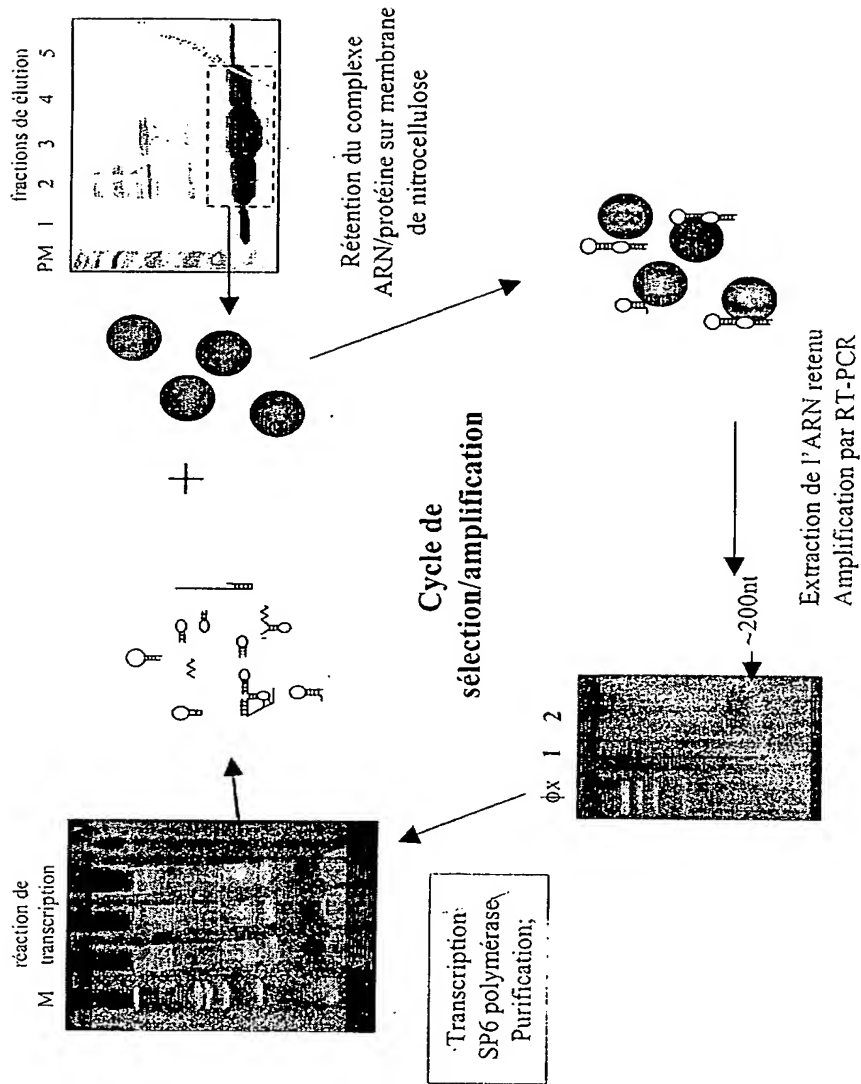 réaction de
M transcription
fractions de élution
PM 1 2 3 4 5
+
Rétention du complexe
ARN/protéine sur membrane
de nitrocellulose
Cycle de
sélection/amplification
Transcription
SP6 polymérase,
Purification;
ϕx 1 2
~200nt
Extraction de l'ARN retenu
Amplification par RT-PCR